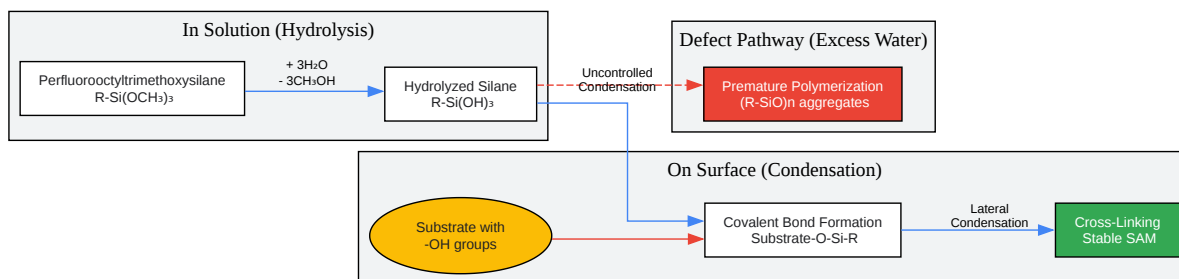 In Solution (Hydrolysis)
Perfluorooctyltrimethoxysilane
R-Si(OCH₃)₃
+ 3H₂O
- 3CH₃OH
Hydrolyzed Silane
R-Si(OH)₃
Uncontrolled
Condensation
Defect Pathway (Excess Water)
Premature Polymerization
(R-SiO)n aggregates
On Surface (Condensation)
Substrate with
-OH groups
Covalent Bond Formation
Substrate-O-Si-R
Lateral
Condensation
Cross-Linking
Stable SAM